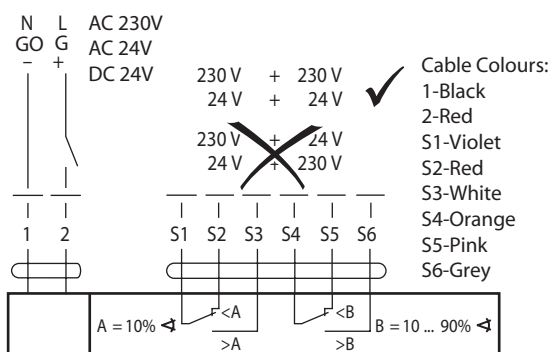 N L AC 230V
GO G AC 24V
– + DC 24V
230 V + 230 V
24 V + 24 V
230 V + 24 V
24 V + 230 V
Cable Colours:
1-Black
2-Red
S1-Violet
S2-Red
S3-White
S4-Orange
S5-Pink
S6-Grey
1 2 S1 S2 S3 S4 S5 S6
A = 10% <A <B B = 10 ... 90%
>A >B